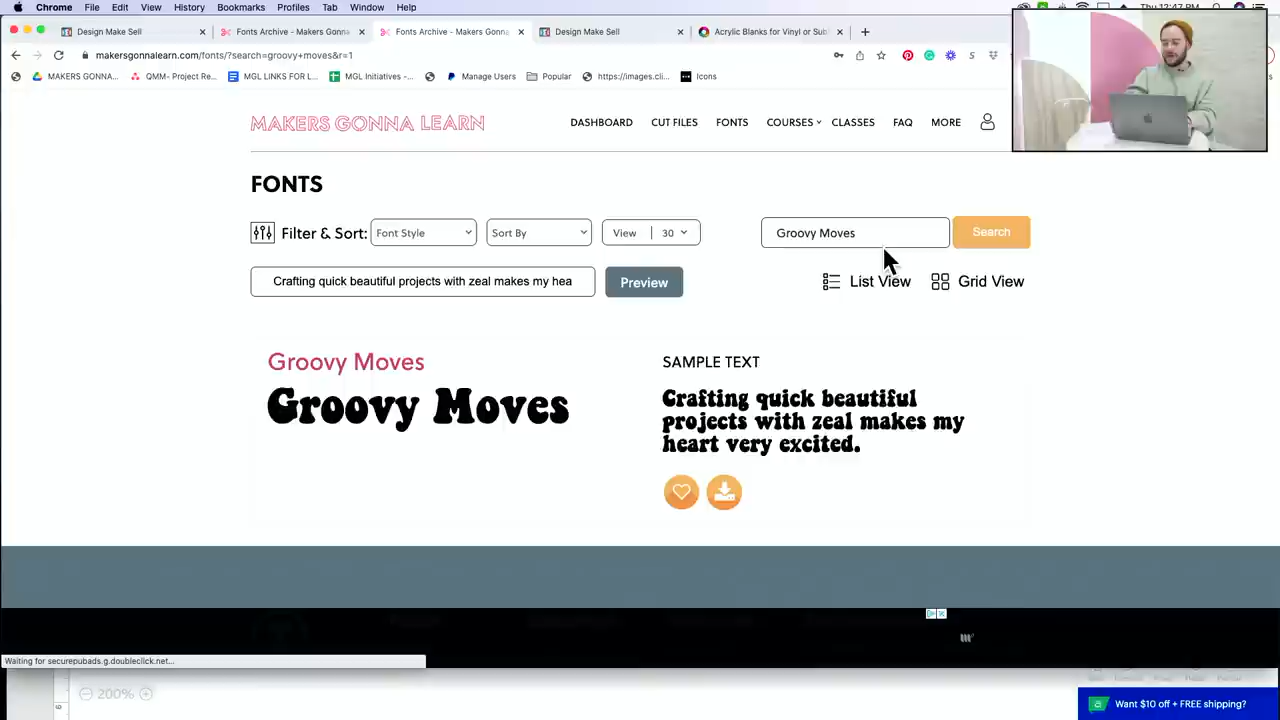 Chrome File Edit View History Bookmarks Profiles Tab Window Help
Thu 12:47 PM
Design Make Sell
Fonts Archive - Makers Gonna
Fonts Archive - Makers Gonna
Design Make Sell
Acrylic Blanks for Vinyl or Sub
makersgonnalearn.com/fonts/?search=groovy+moves&r=1
MAKERS GONNA... QMM- Project Re... MGL LINKS FOR L... MGL Initiatives -... Manage Users Popular https://images.cli... Icons
MAKERS GONNA LEARN
DASHBOARD CUT FILES FONTS COURSES CLASSES FAQ MORE
FONTS
Filter & Sort: Font Style Sort By View 30 Groovy Moves Search
Crafting quick beautiful projects with zeal makes my hea Preview List View Grid View
Groovy Moves
Groovy Moves
SAMPLE TEXT
Crafting quick beautiful
projects with zeal makes my
heart very excited.
Waiting for securepubads.g.doubleclick.net...
200%
Want $10 off + FREE shipping?